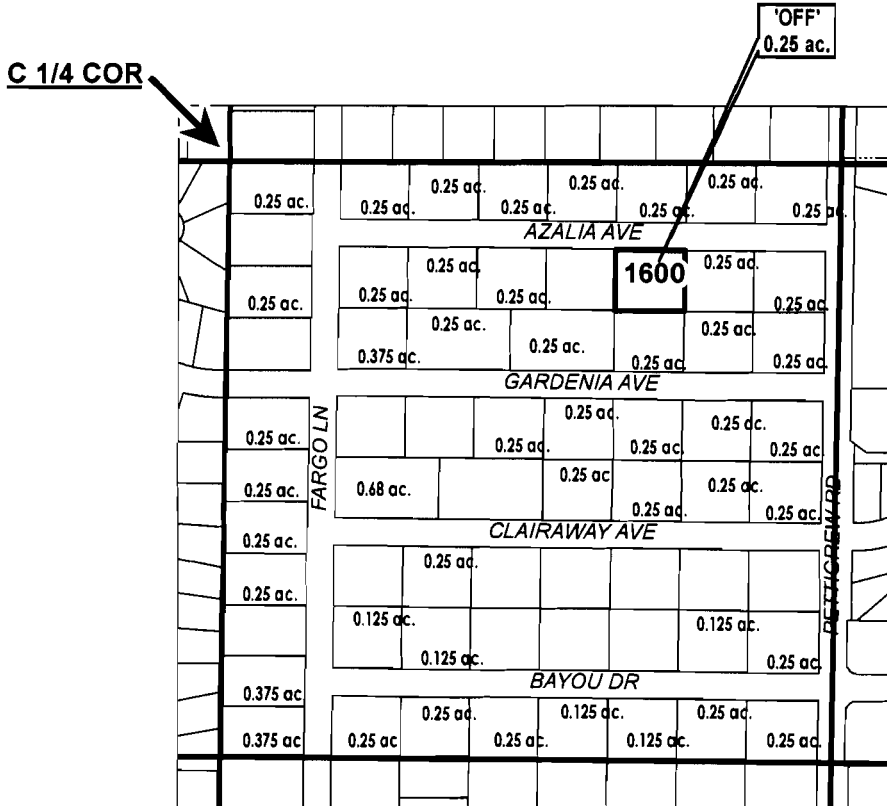 'OFF'
0.25 ac.
C 1/4 COR
0.25 ac.
0.25 ac.
0.25 ac.
0.25 ac.
0.25 ac.
0.25 ac.
0.25 ac.
0.25 ac.
0.25 ac.
AZALIA AVE
0.25 ac.
1600
0.25 ac.
0.25 ac.
0.25 ac.
0.25 ac.
0.25 ac.
0.25 ac.
0.25 ac.
0.375 ac.
0.25 ac.
0.25 ac.
0.25 ac.
GARDENIA AVE
FARGO LN
0.25 ac.
0.25 ac.
0.25 ac.
0.25 ac.
0.25 ac.
0.25 ac.
0.25 ac.
0.68 ac.
0.25 ac
0.25 ac.
0.25 ac.
0.25 ac.
PETTIGREW RD
CLAIRAWAY AVE
0.25 ac.
0.25 ac.
0.25 ac.
0.125 ac.
0.125 ac.
0.125 ac.
0.25 ac.
BAYOU DR
0.375 ac.
0.25 ac.
0.125 ac.
0.25 ac.
0.375 ac
0.25 ac
0.25 ac.
0.125 ac.
0.25 ac.